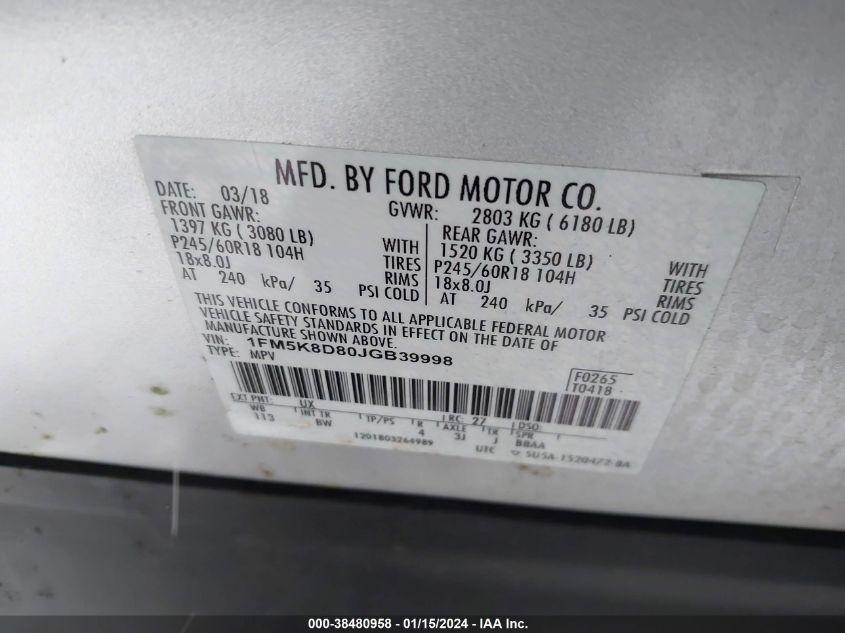 MFD. BY FORD MOTOR CO.
DATE: 03/18 GVWR: 2803 KG ( 6180 LB)
FRONT GAWR: REAR GAWR:
1397 KG ( 3080 LB) WITH 1520 KG ( 3350 LB) WITH
P245/60R18 104H TIRES P245/60R18 104H TIRES
18x8.0J RIMS 18x8.0J RIMS
AT 240 kPa/ 35 PSI COLD AT 240 kPa/ 35 PSI COLD
THIS VEHICLE CONFORMS TO ALL APPLICABLE FEDERAL MOTOR
VEHICLE SAFETY STANDARDS IN EFFECT ON THE DATE OF
MANUFACTURE SHOWN ABOVE.
VIN: 1FM5K8D80JGB39998
TYPE: MPV
F0265
T0418
EXT PNT: UX RC: 27 DSO:
WB INT TR TP/PS R AXLE TR SPR
113 BW 4 3J J BBAA
1201803264989 UTC SU5A-1520472-BA
000-38480958 - 01/15/2024 - IAA Inc.